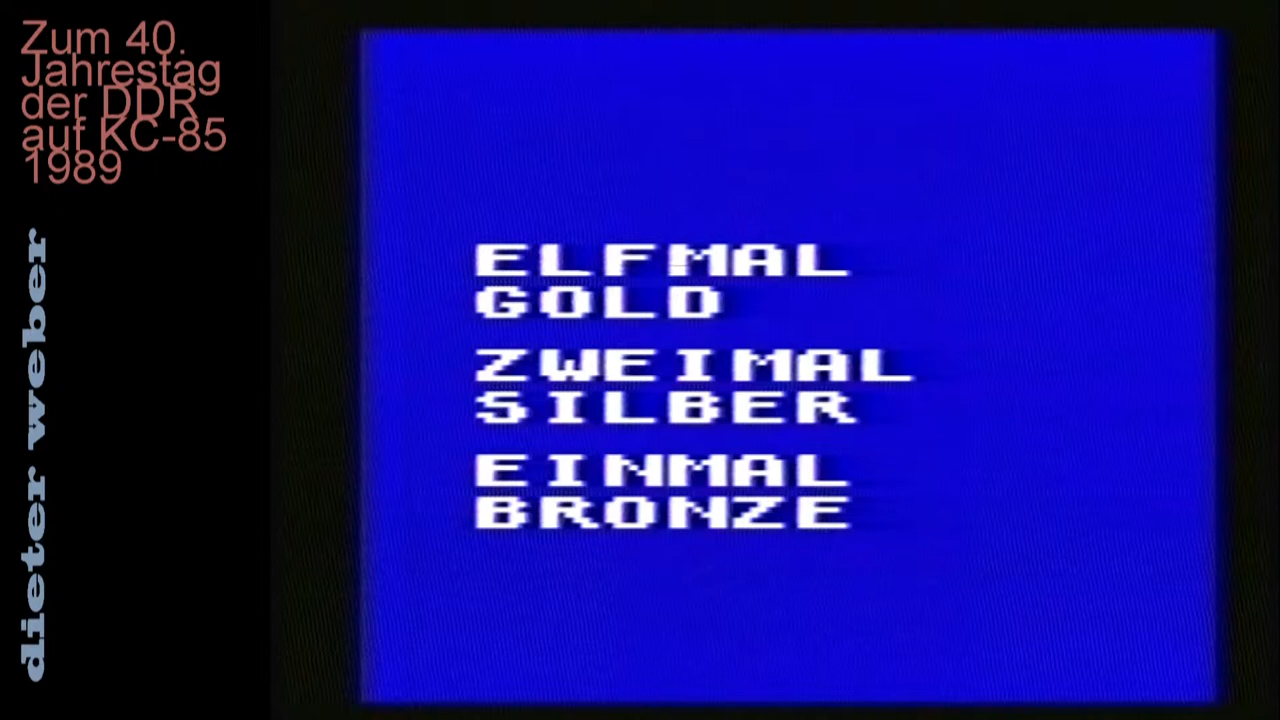 Zum 40.
Jahrestag
der DDR
auf KC-85
1989
dieter weber
ELFMAL
GOLD
ZWEIMAL
SILBER
EINMAL
BRONZE